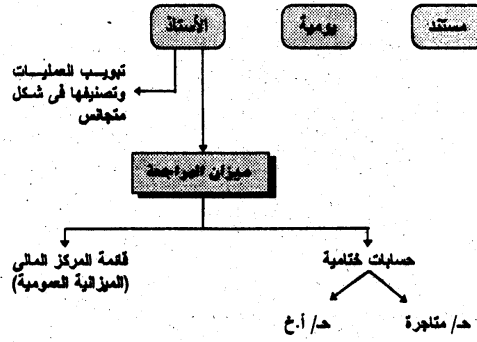 مستند
يومية
الأستاذ
تبويب العمليات
وتصنيفها فى شكل
متجانس
ميزان المراجعة
حسابات ختامية
قائمة المركز المالى
(الميزانية العمومية)
حـ/ متاجرة
حـ/ أ.خ